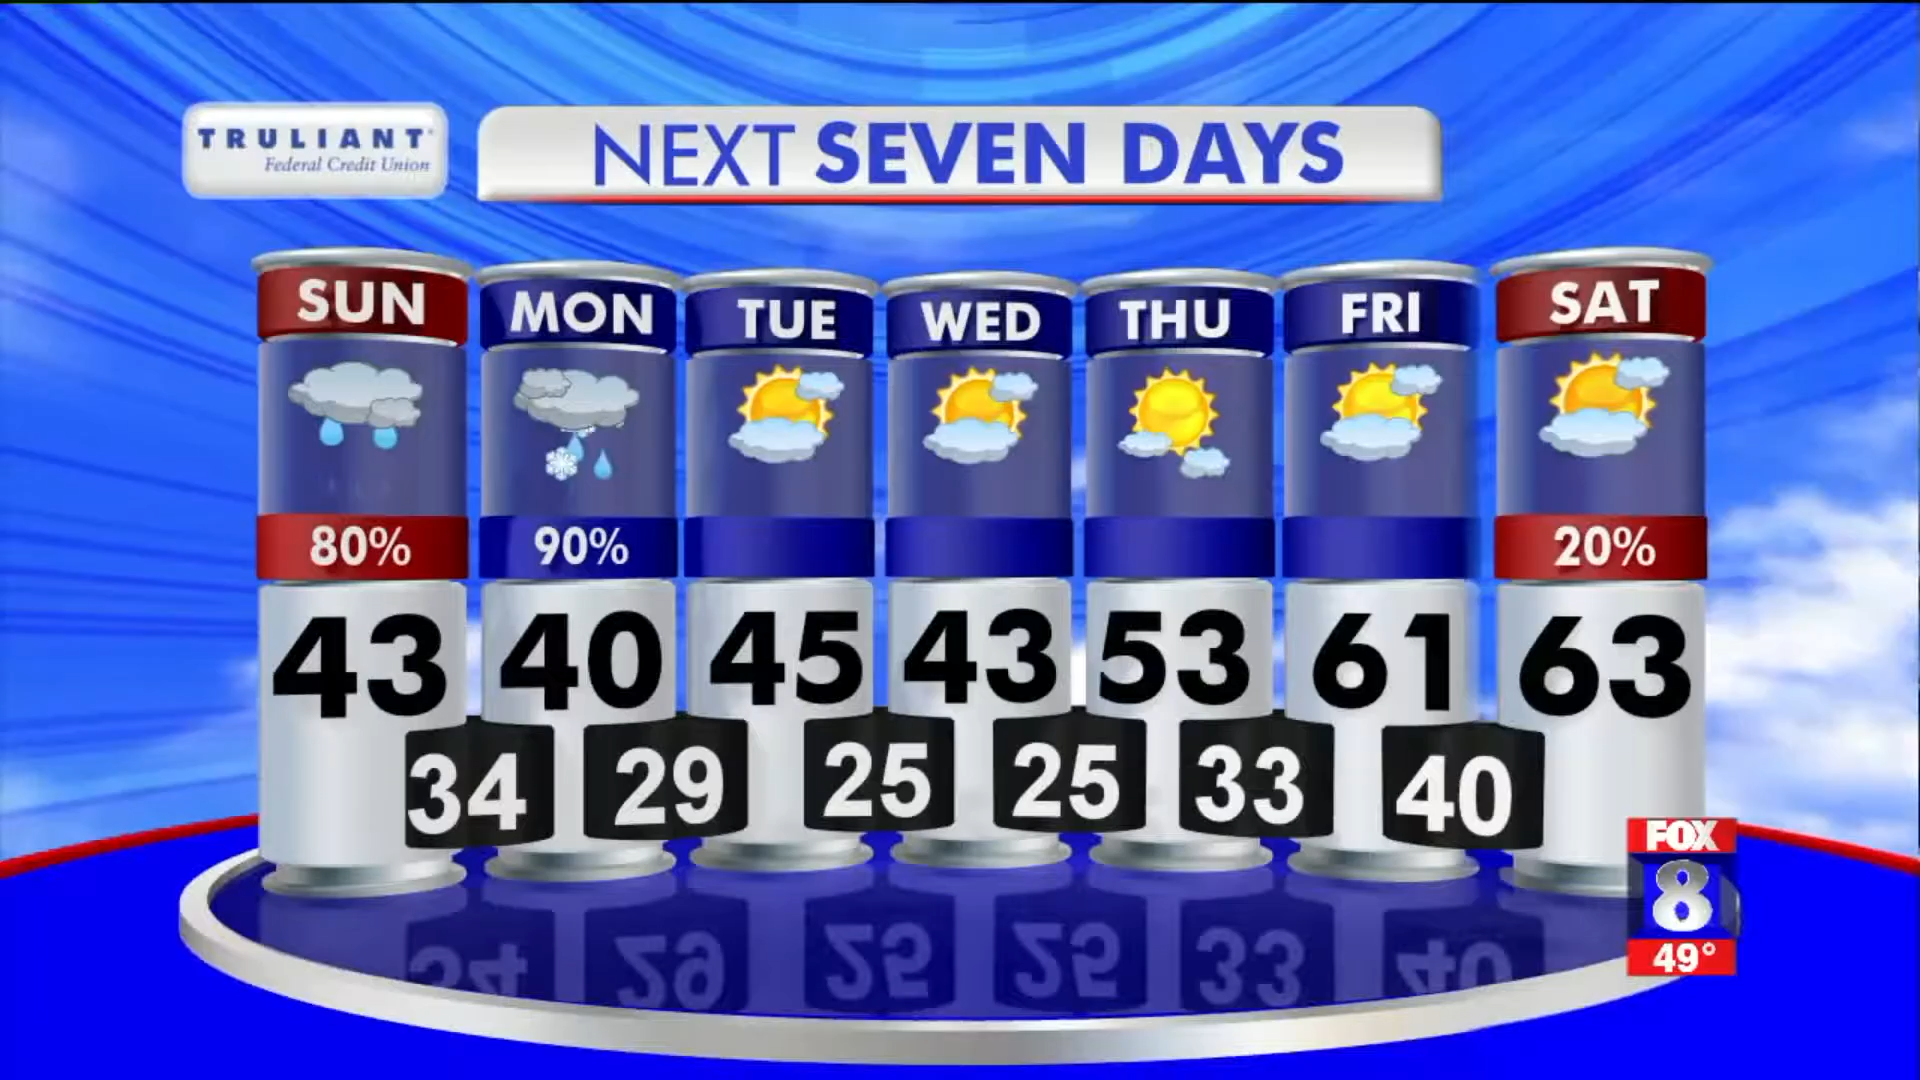 TRULIANT
Federal Credit Union
NEXT SEVEN DAYS
SUN MON TUE WED THU FRI SAT
80% 90% 20%
43 40 45 43 53 61 63
34 29 25 25 33 40
FOX
8
49°